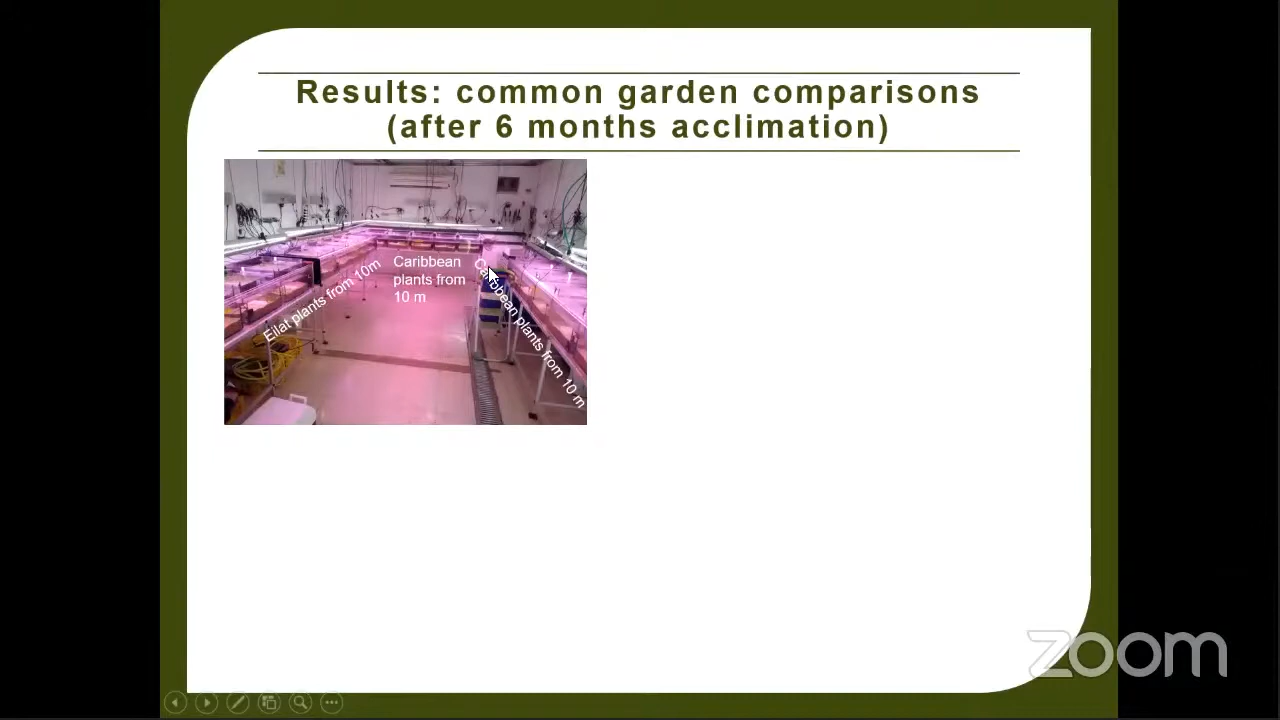 Results: common garden comparisons
(after 6 months acclimation)
Eilat plants from 10m
Caribbean
plants from
10 m
Caribbean plants from 10 m
zoom